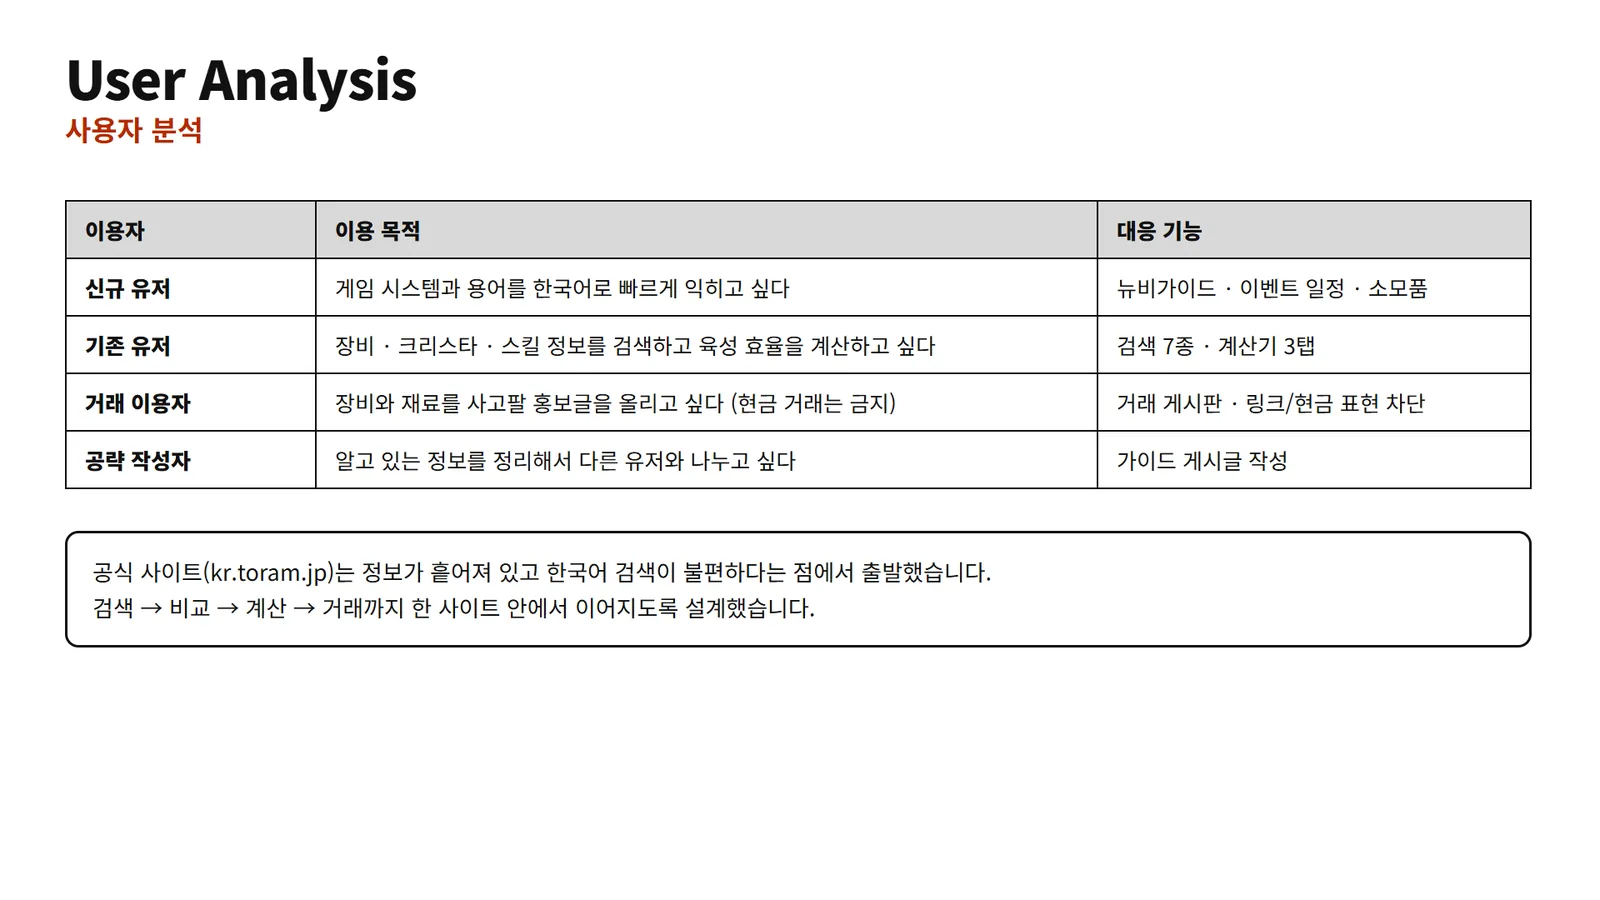 User Analysis
사용자 분석
이용자 이용 목적 대응 기능
신규 유저 게임 시스템과 용어를 한국어로 빠르게 익히고 싶다 뉴비가이드 · 이벤트 일정 · 소모품
기존 유저 장비 · 크리스타 · 스킬 정보를 검색하고 육성 효율을 계산하고 싶다 검색 7종 · 계산기 3탭
거래 이용자 장비와 재료를 사고팔 홍보글을 올리고 싶다 (현금 거래는 금지) 거래 게시판 · 링크/현금 표현 차단
공략 작성자 알고 있는 정보를 정리해서 다른 유저와 나누고 싶다 가이드 게시글 작성
공식 사이트(kr.toram.jp)는 정보가 흩어져 있고 한국어 검색이 불편하다는 점에서 출발했습니다.
검색 → 비교 → 계산 → 거래까지 한 사이트 안에서 이어지도록 설계했습니다.